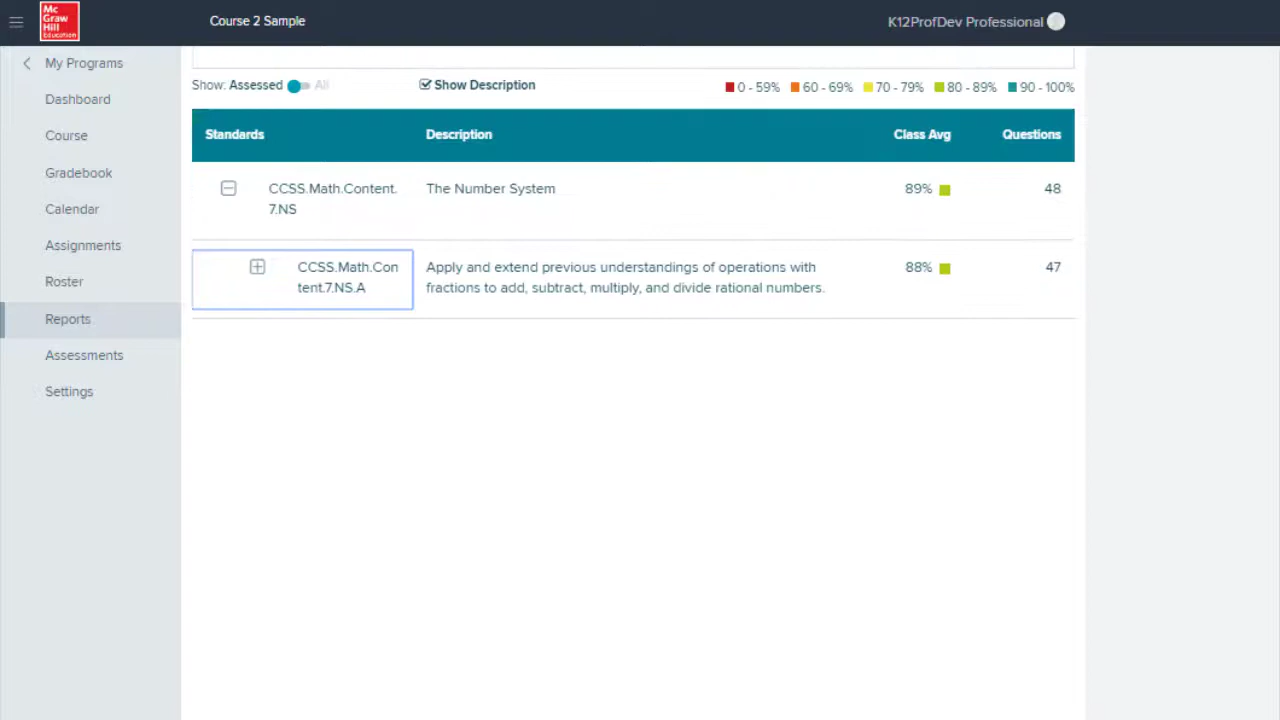 Mc
Graw
Hill
Education
Course 2 Sample
K12ProfDev Professional
My Programs
Dashboard
Course
Gradebook
Calendar
Assignments
Roster
Reports
Assessments
Settings
Show: Assessed All
Show Description
0 - 59% 60 - 69% 70 - 79% 80 - 89% 90 - 100%
Standards Description Class Avg Questions
CCSS.Math.Content. The Number System 89% 48
7.NS
CCSS.Math.Con Apply and extend previous understandings of operations with 88% 47
tent.7.NS.A fractions to add, subtract, multiply, and divide rational numbers.